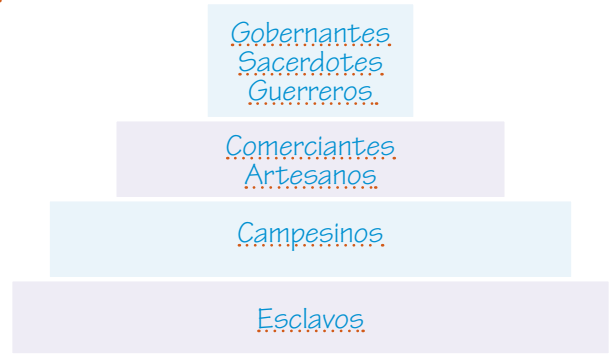 Gobernantes
Sacerdotes
Guerreros
Comerciantes
Artesanos
Campesinos
Esclavos